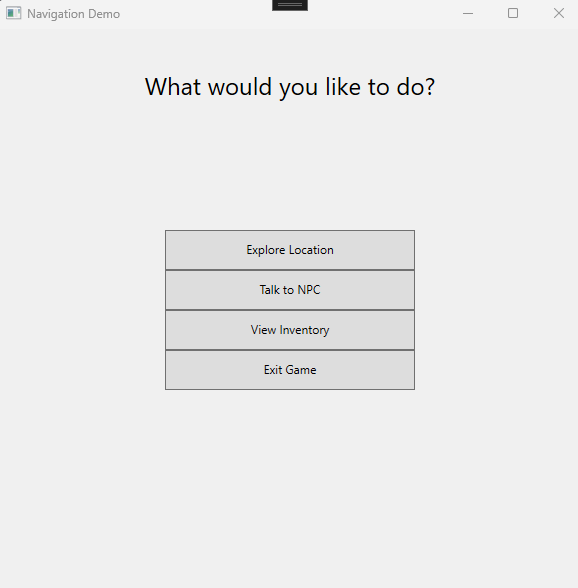 Navigation Demo
What would you like to do?
Explore Location
Talk to NPC
View Inventory
Exit Game